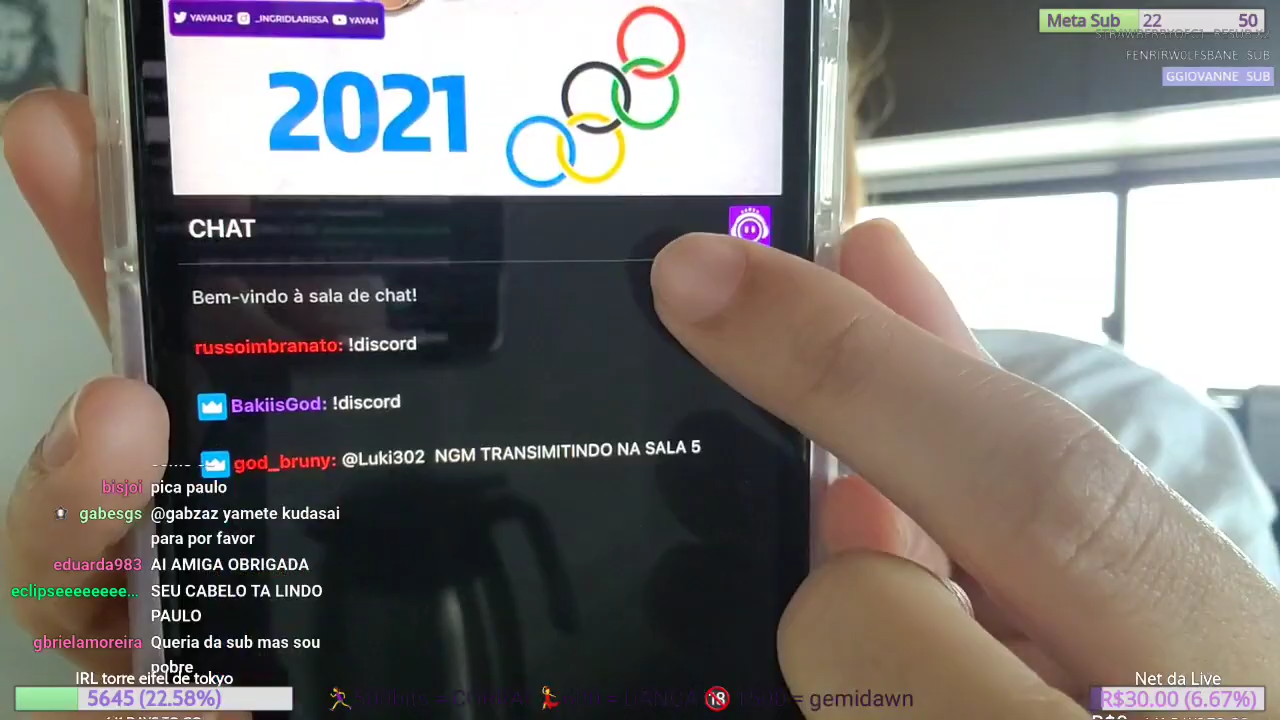 YAYAHUZ _INGRIDLARISSA YAYAH
2021
CHAT
Bem-vindo à sala de chat!
russoimbranato: !discord
BakiisGod: !discord
god_bruny: @Luki302 NGM TRANSIMITINDO NA SALA 5
bisjoi pica paulo
gabesgs @gabzaz yamete kudasai
para por favor
eduarda983 AI AMIGA OBRIGADA
eclipseeeeeeee... SEU CABELO TA LINDO
PAULO
gbrielamoreira Queria da sub mas sou
pobre
IRL torre eifel de tokyo
5645 (22.58%)
= gemidawn
Meta Sub 22 50
FENRIRWOLFSBANE SUB
GGIOVANNE SUB
Net da Live
R$30.00 (6.67%)